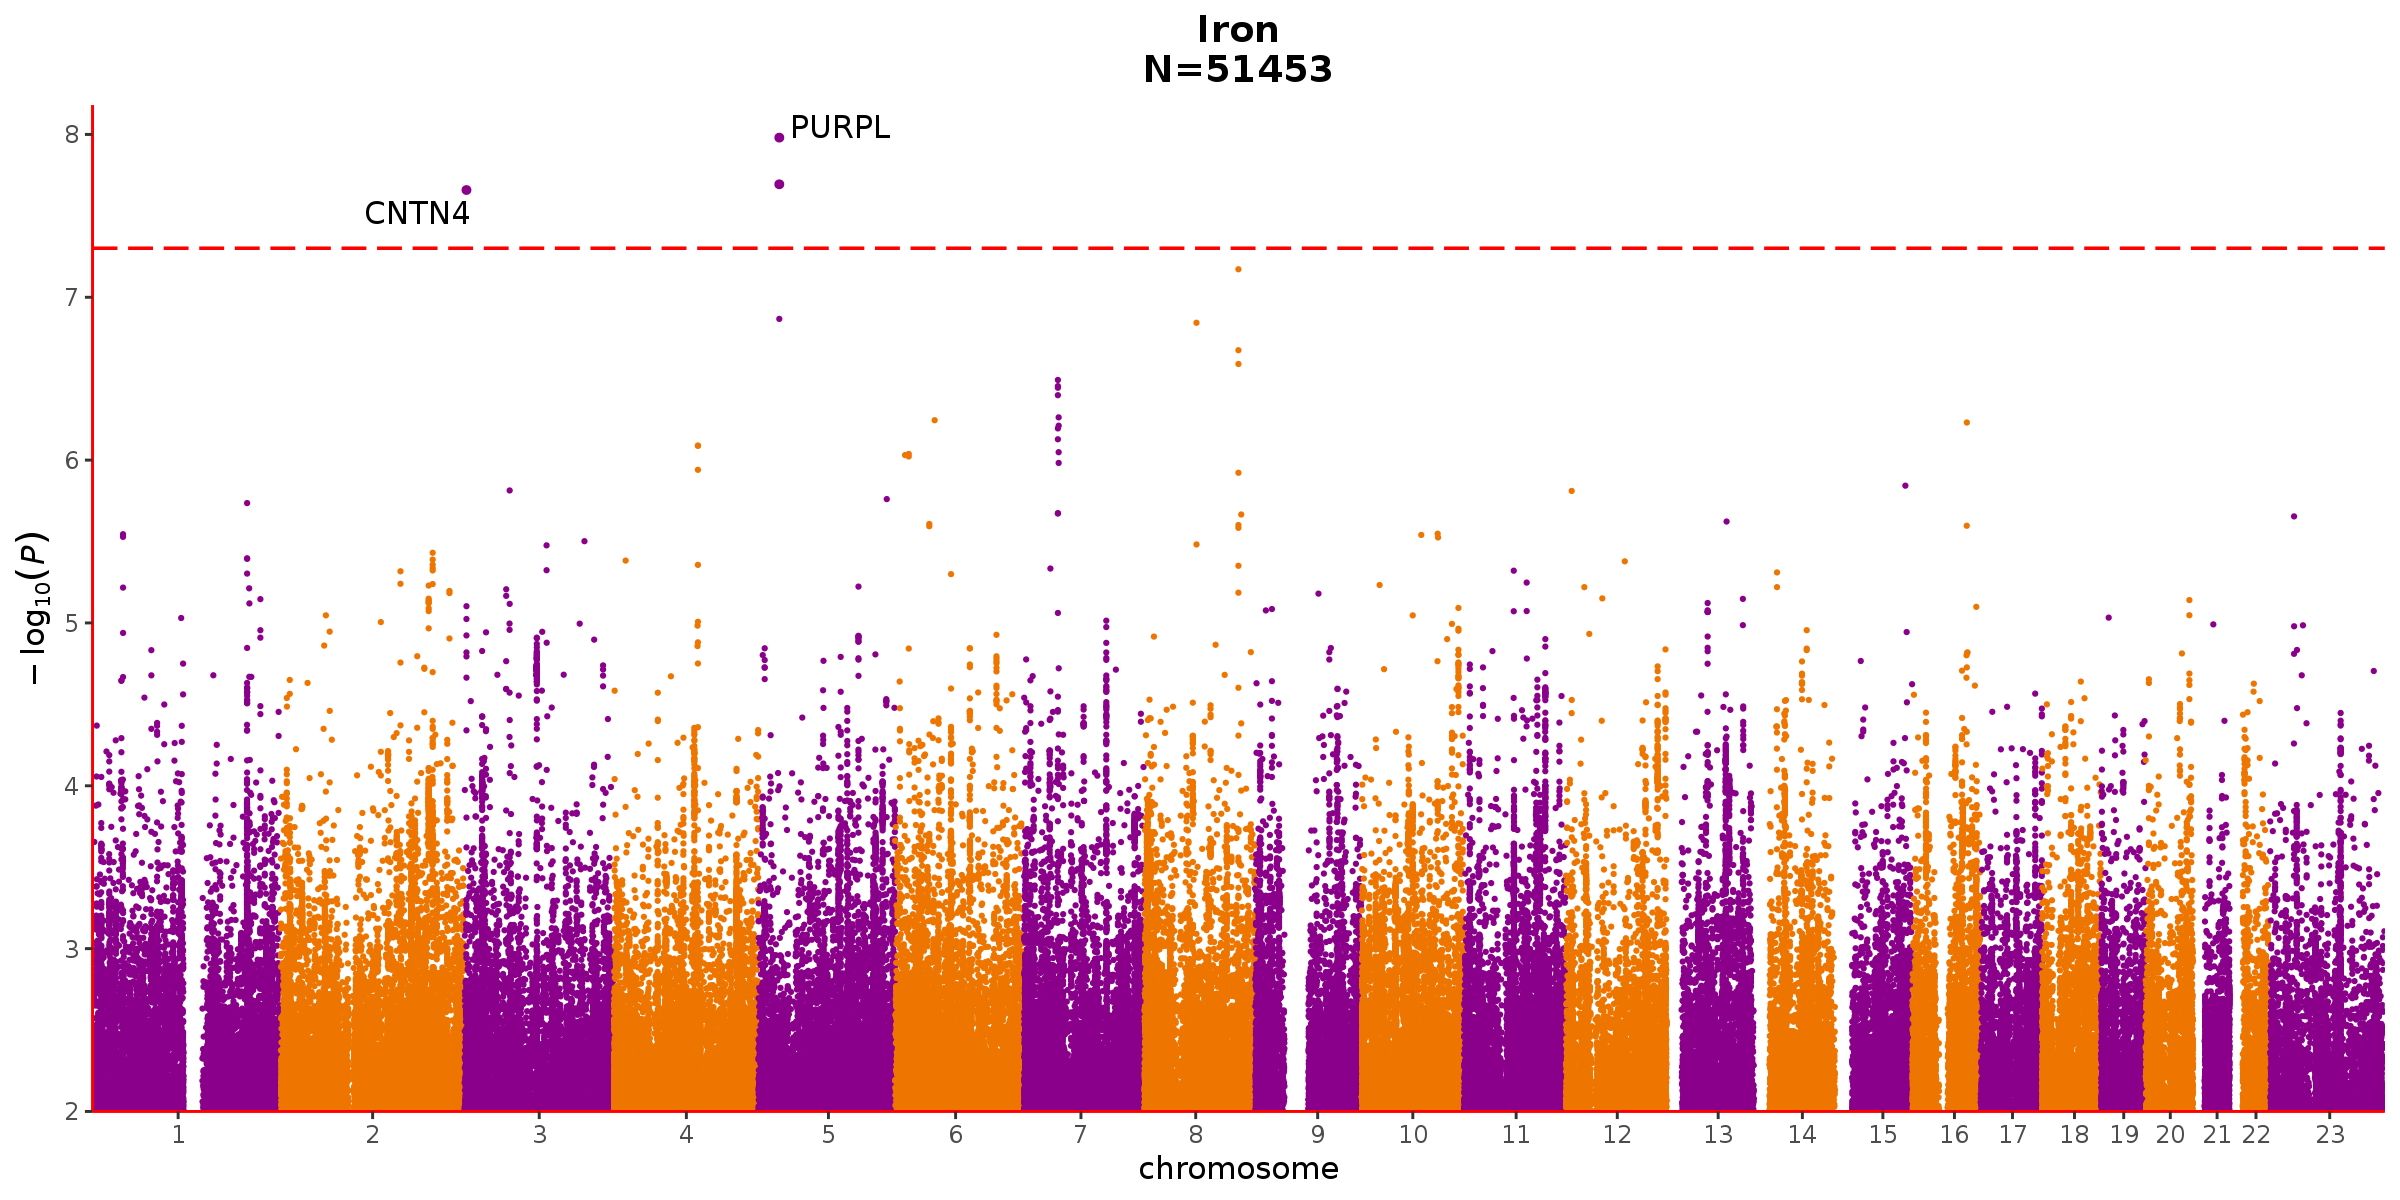 Iron
N=51453
8
PURPL
CNTN4
7
6
5
4
3
2
−log₁₀(P)
1 2 3 4 5 6 7 8 9 10 11 12 13 14 15 16 17 18 19 20 21 22 23
chromosome